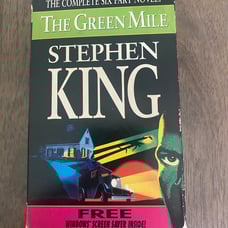 THE COMPLETE SIX PART NOVEL!
THE GREEN MILE
STEPHEN
KING
FREE
WINDOWS SCREEN SAVER INSIDE!